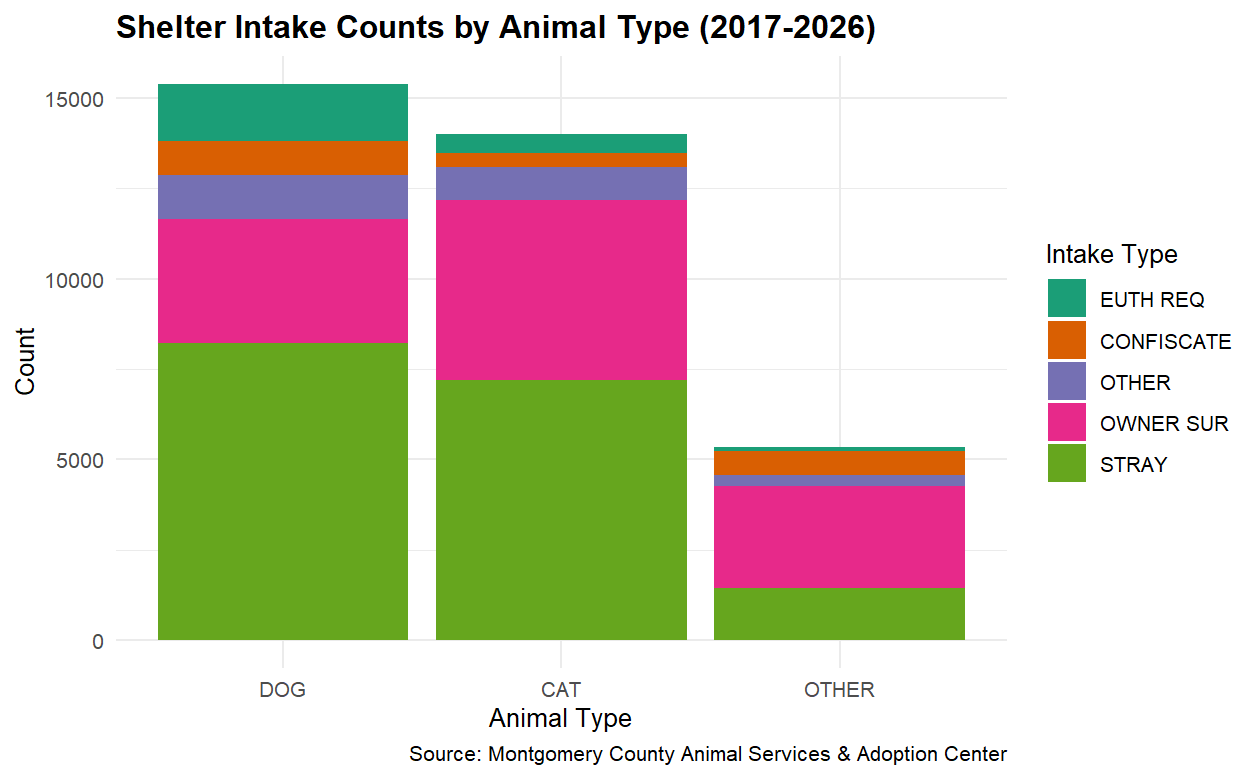 Shelter Intake Counts by Animal Type (2017-2026)
15000
10000
5000
0
Count
DOG
CAT
OTHER
Animal Type
Source: Montgomery County Animal Services & Adoption Center
Intake Type
EUTH REQ
CONFISCATE
OTHER
OWNER SUR
STRAY